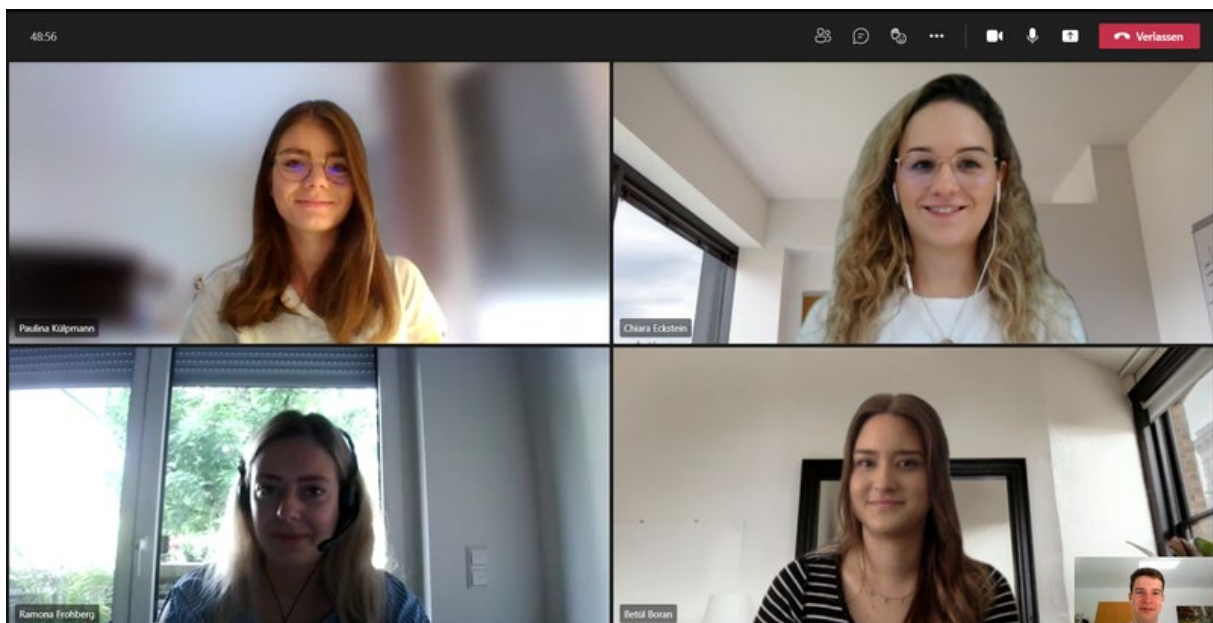 48:56
Verlassen
Paulina Külpmann
Chiara Eckstein
Ramona Frohberg
Betül Boran